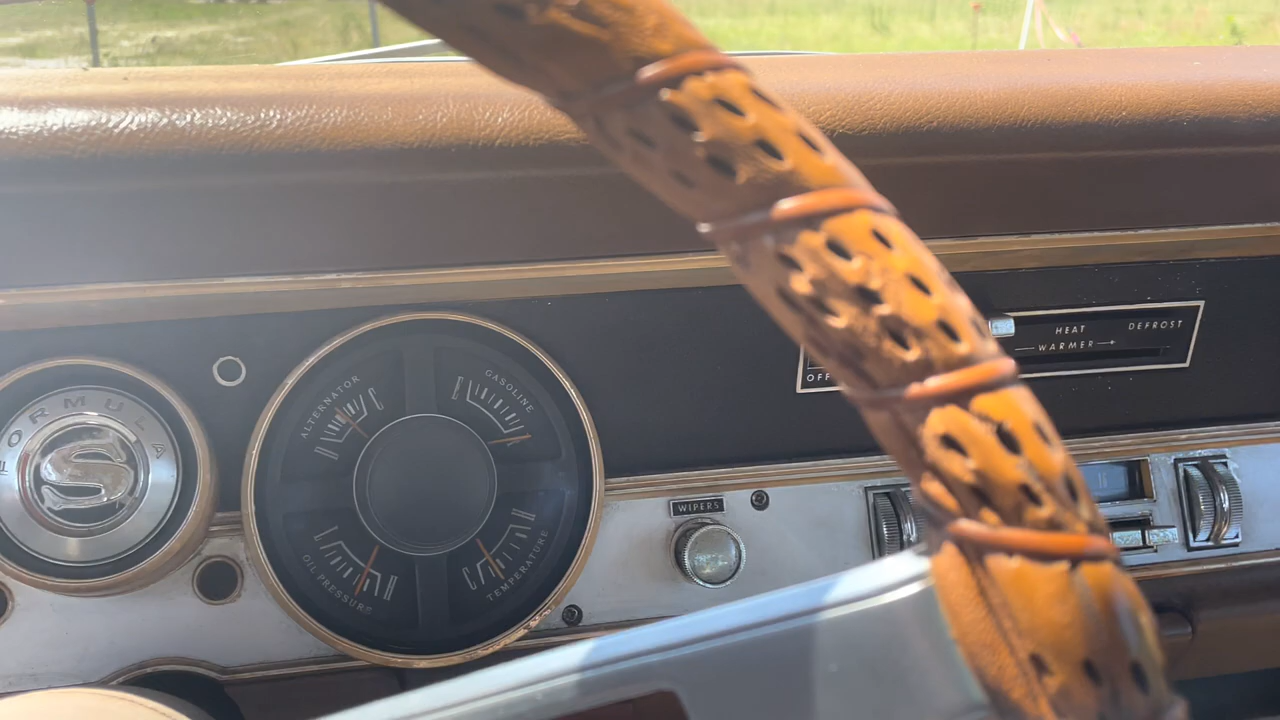 FORMULA
S
ALTERNATOR
GASOLINE
OIL PRESSURE
TEMPERATURE
WIPERS
OFF
HEAT
DEFROST
WARMER